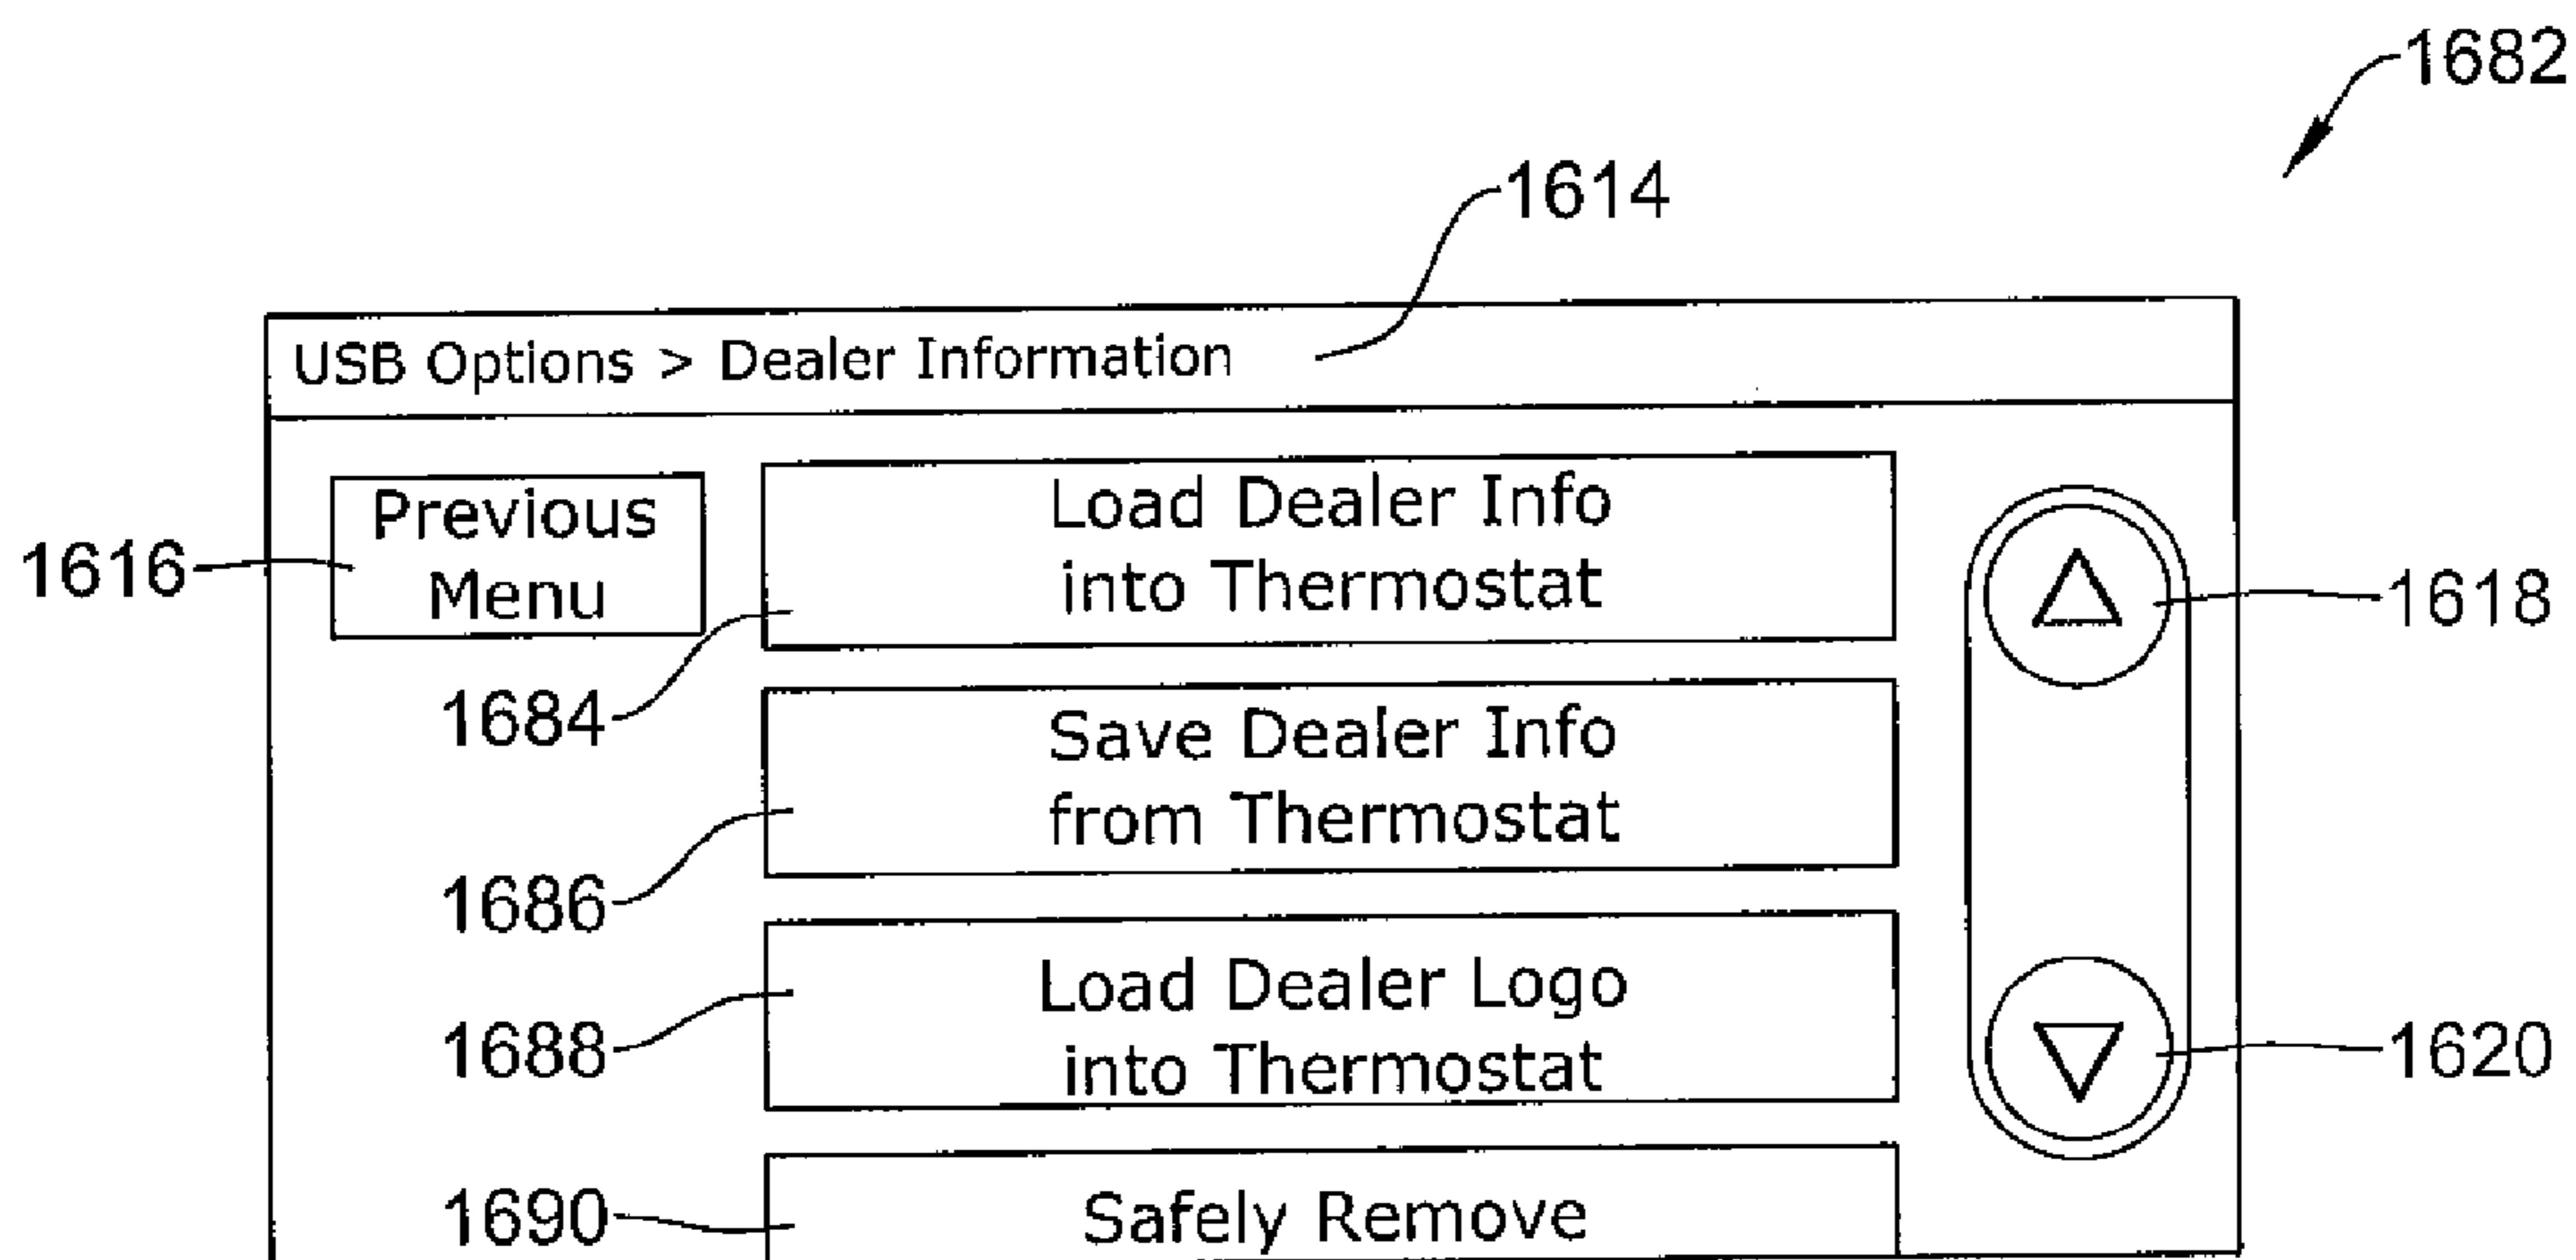 1682
1614
USB Options > Dealer Information
Previous
Menu
1616
Load Dealer Info
into Thermostat
1684
1618
Save Dealer Info
from Thermostat
1686
Load Dealer Logo
into Thermostat
1688
1620
Safely Remove
1690